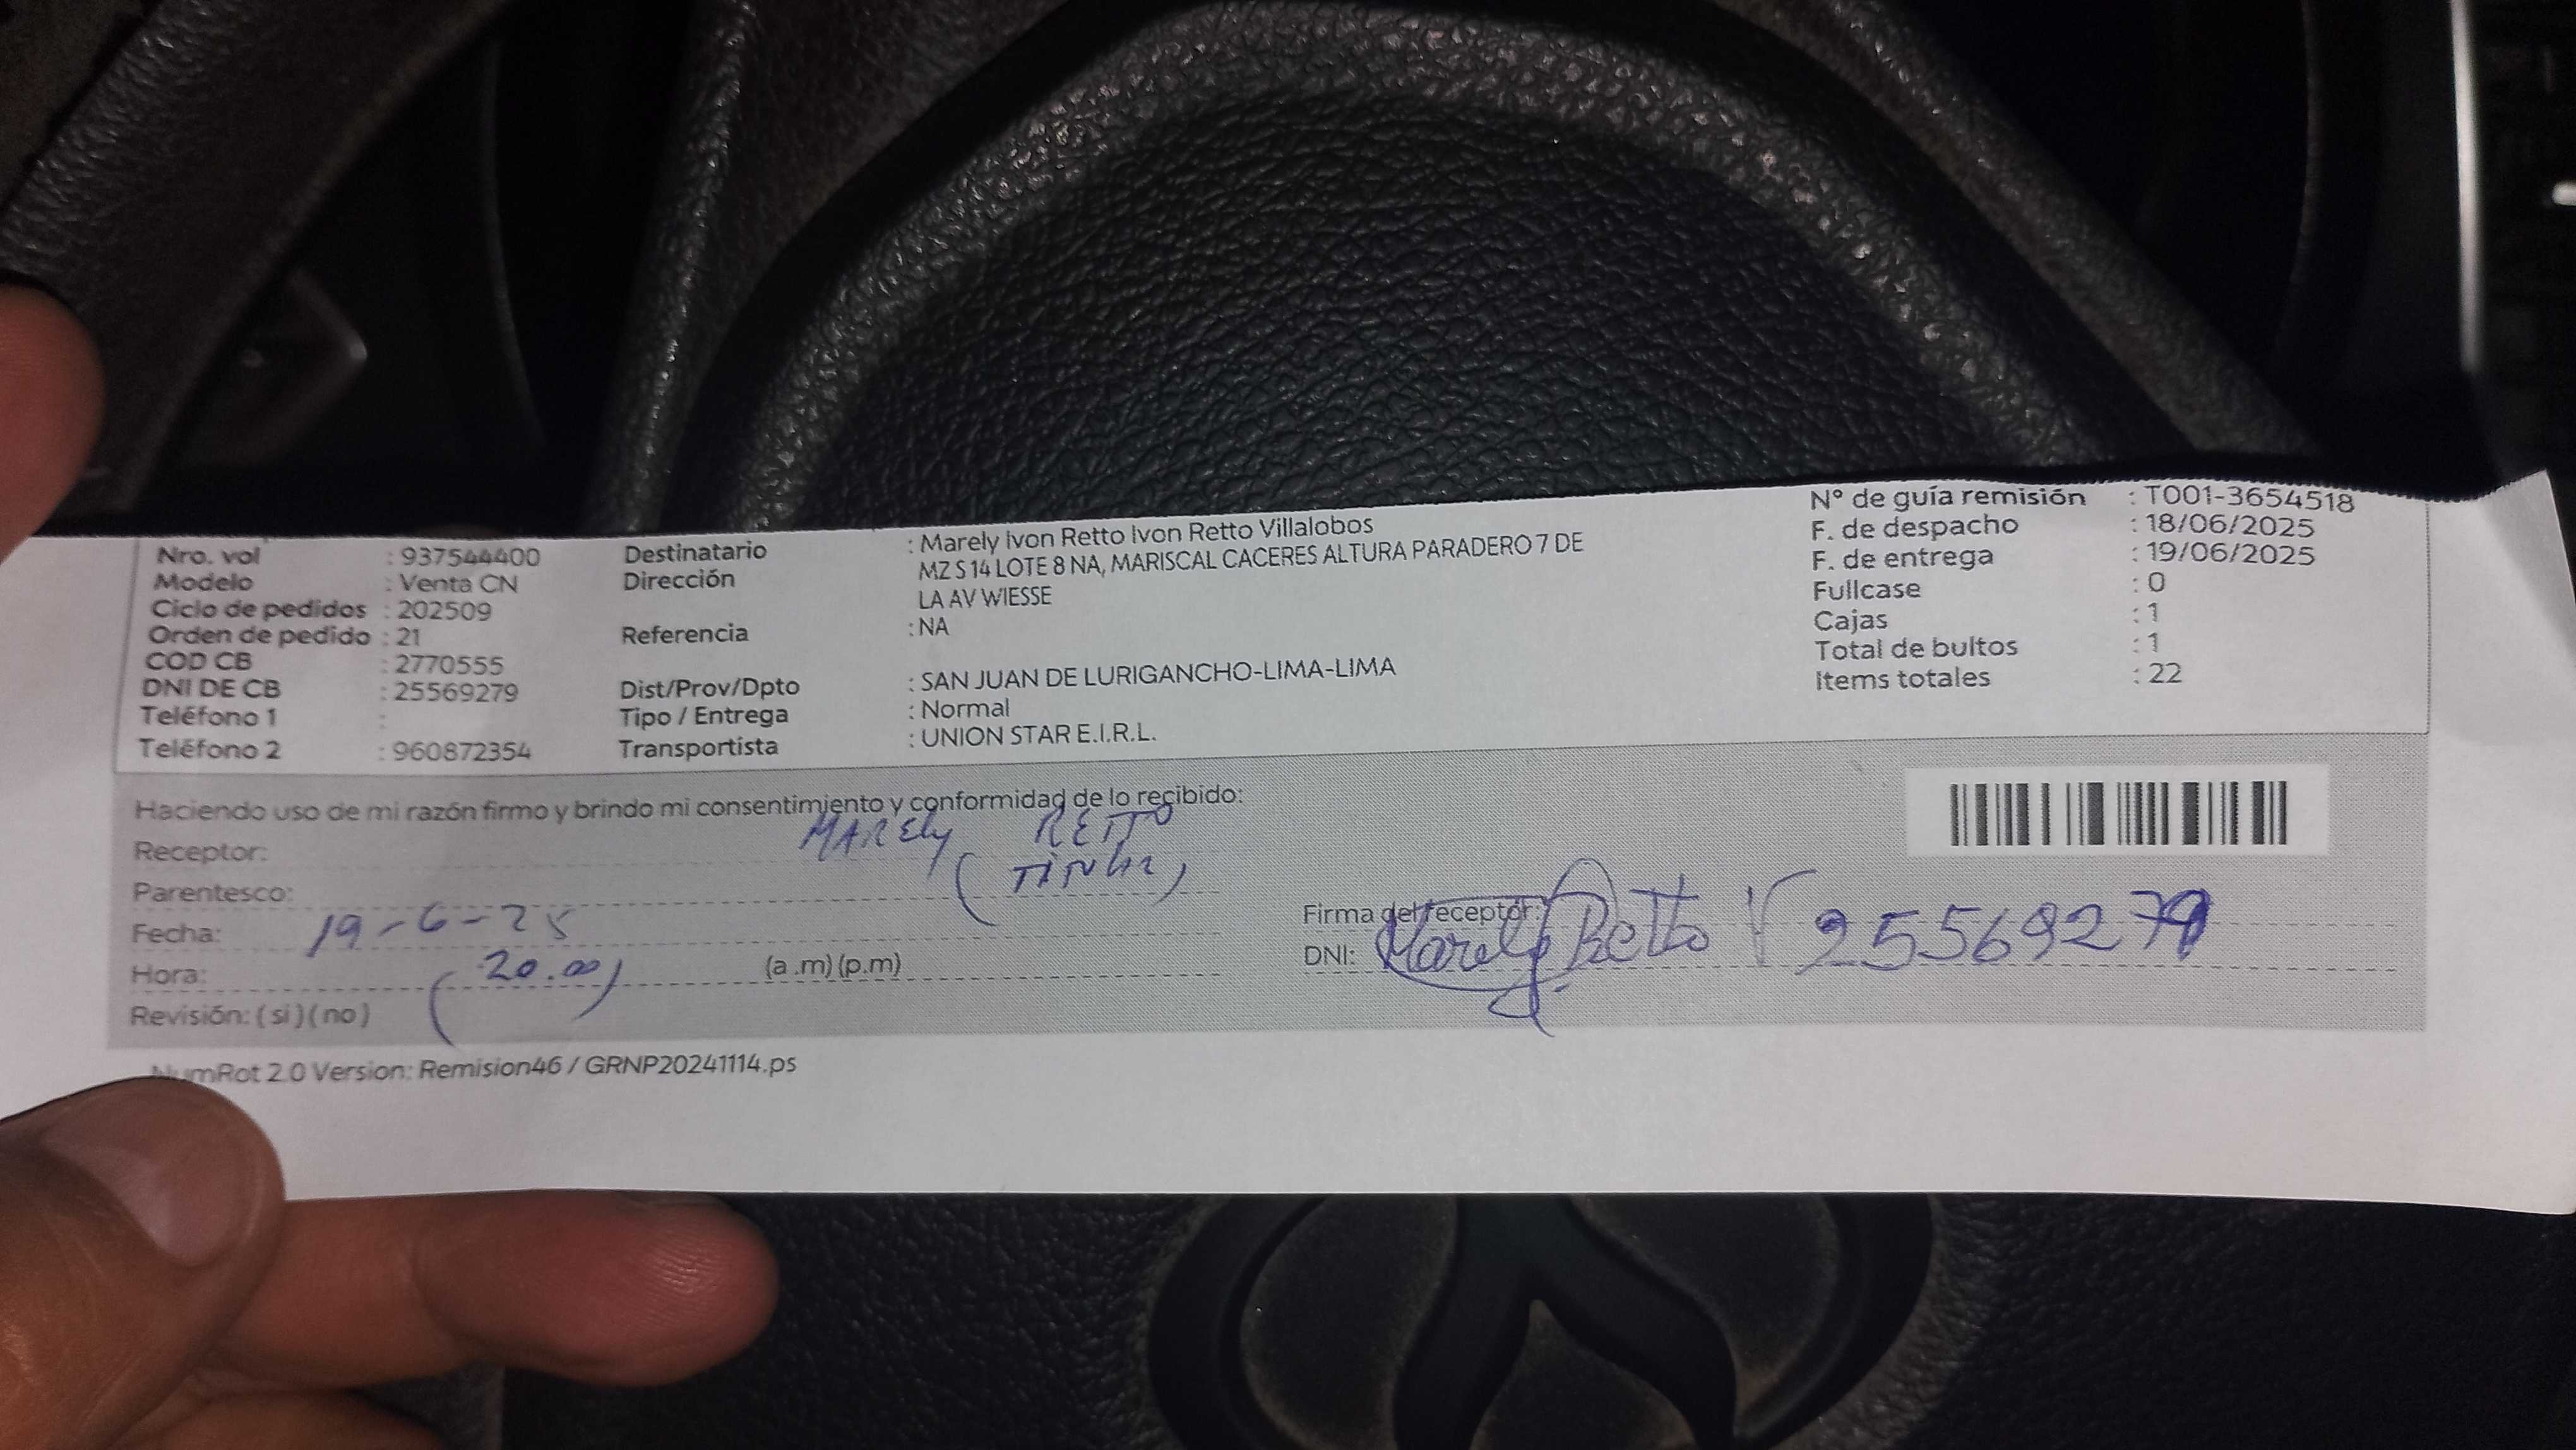 Nro. vol : 937544400
Modelo : Venta CN
Ciclo de pedidos : 202509
Orden de pedido : 21
COD CB : 2770555
DNI DE CB : 25569279
Teléfono 1 :
Teléfono 2 : 960872354
Destinatario : Marely Ivon Retto Ivon Retto Villalobos
Dirección MZ S 14 LOTE 8 NA, MARISCAL CACERES ALTURA PARADERO 7 DE
LA AV WIESSE
Referencia : NA
Dist/Prov/Dpto : SAN JUAN DE LURIGANCHO-LIMA-LIMA
Tipo / Entrega : Normal
Transportista : UNION STAR E.I.R.L.
N° de guía remisión : T001-3654518
F. de despacho : 18/06/2025
F. de entrega : 19/06/2025
Fullcase : 0
Cajas : 1
Total de bultos : 1
Items totales : 22
Haciendo uso de mi razón firmo y brindo mi consentimiento y conformidad de lo recibido:
Receptor: MARELY RETTO
Parentesco:
Fecha: 19-6-25
Hora: (20.00) (a .m) (p.m)
Revisión: ( si ) ( no )
Firma del receptor:
DNI: Marely Retto V 25569279
NumRot 2.0 Version: Remision46 / GRNP20241114.ps